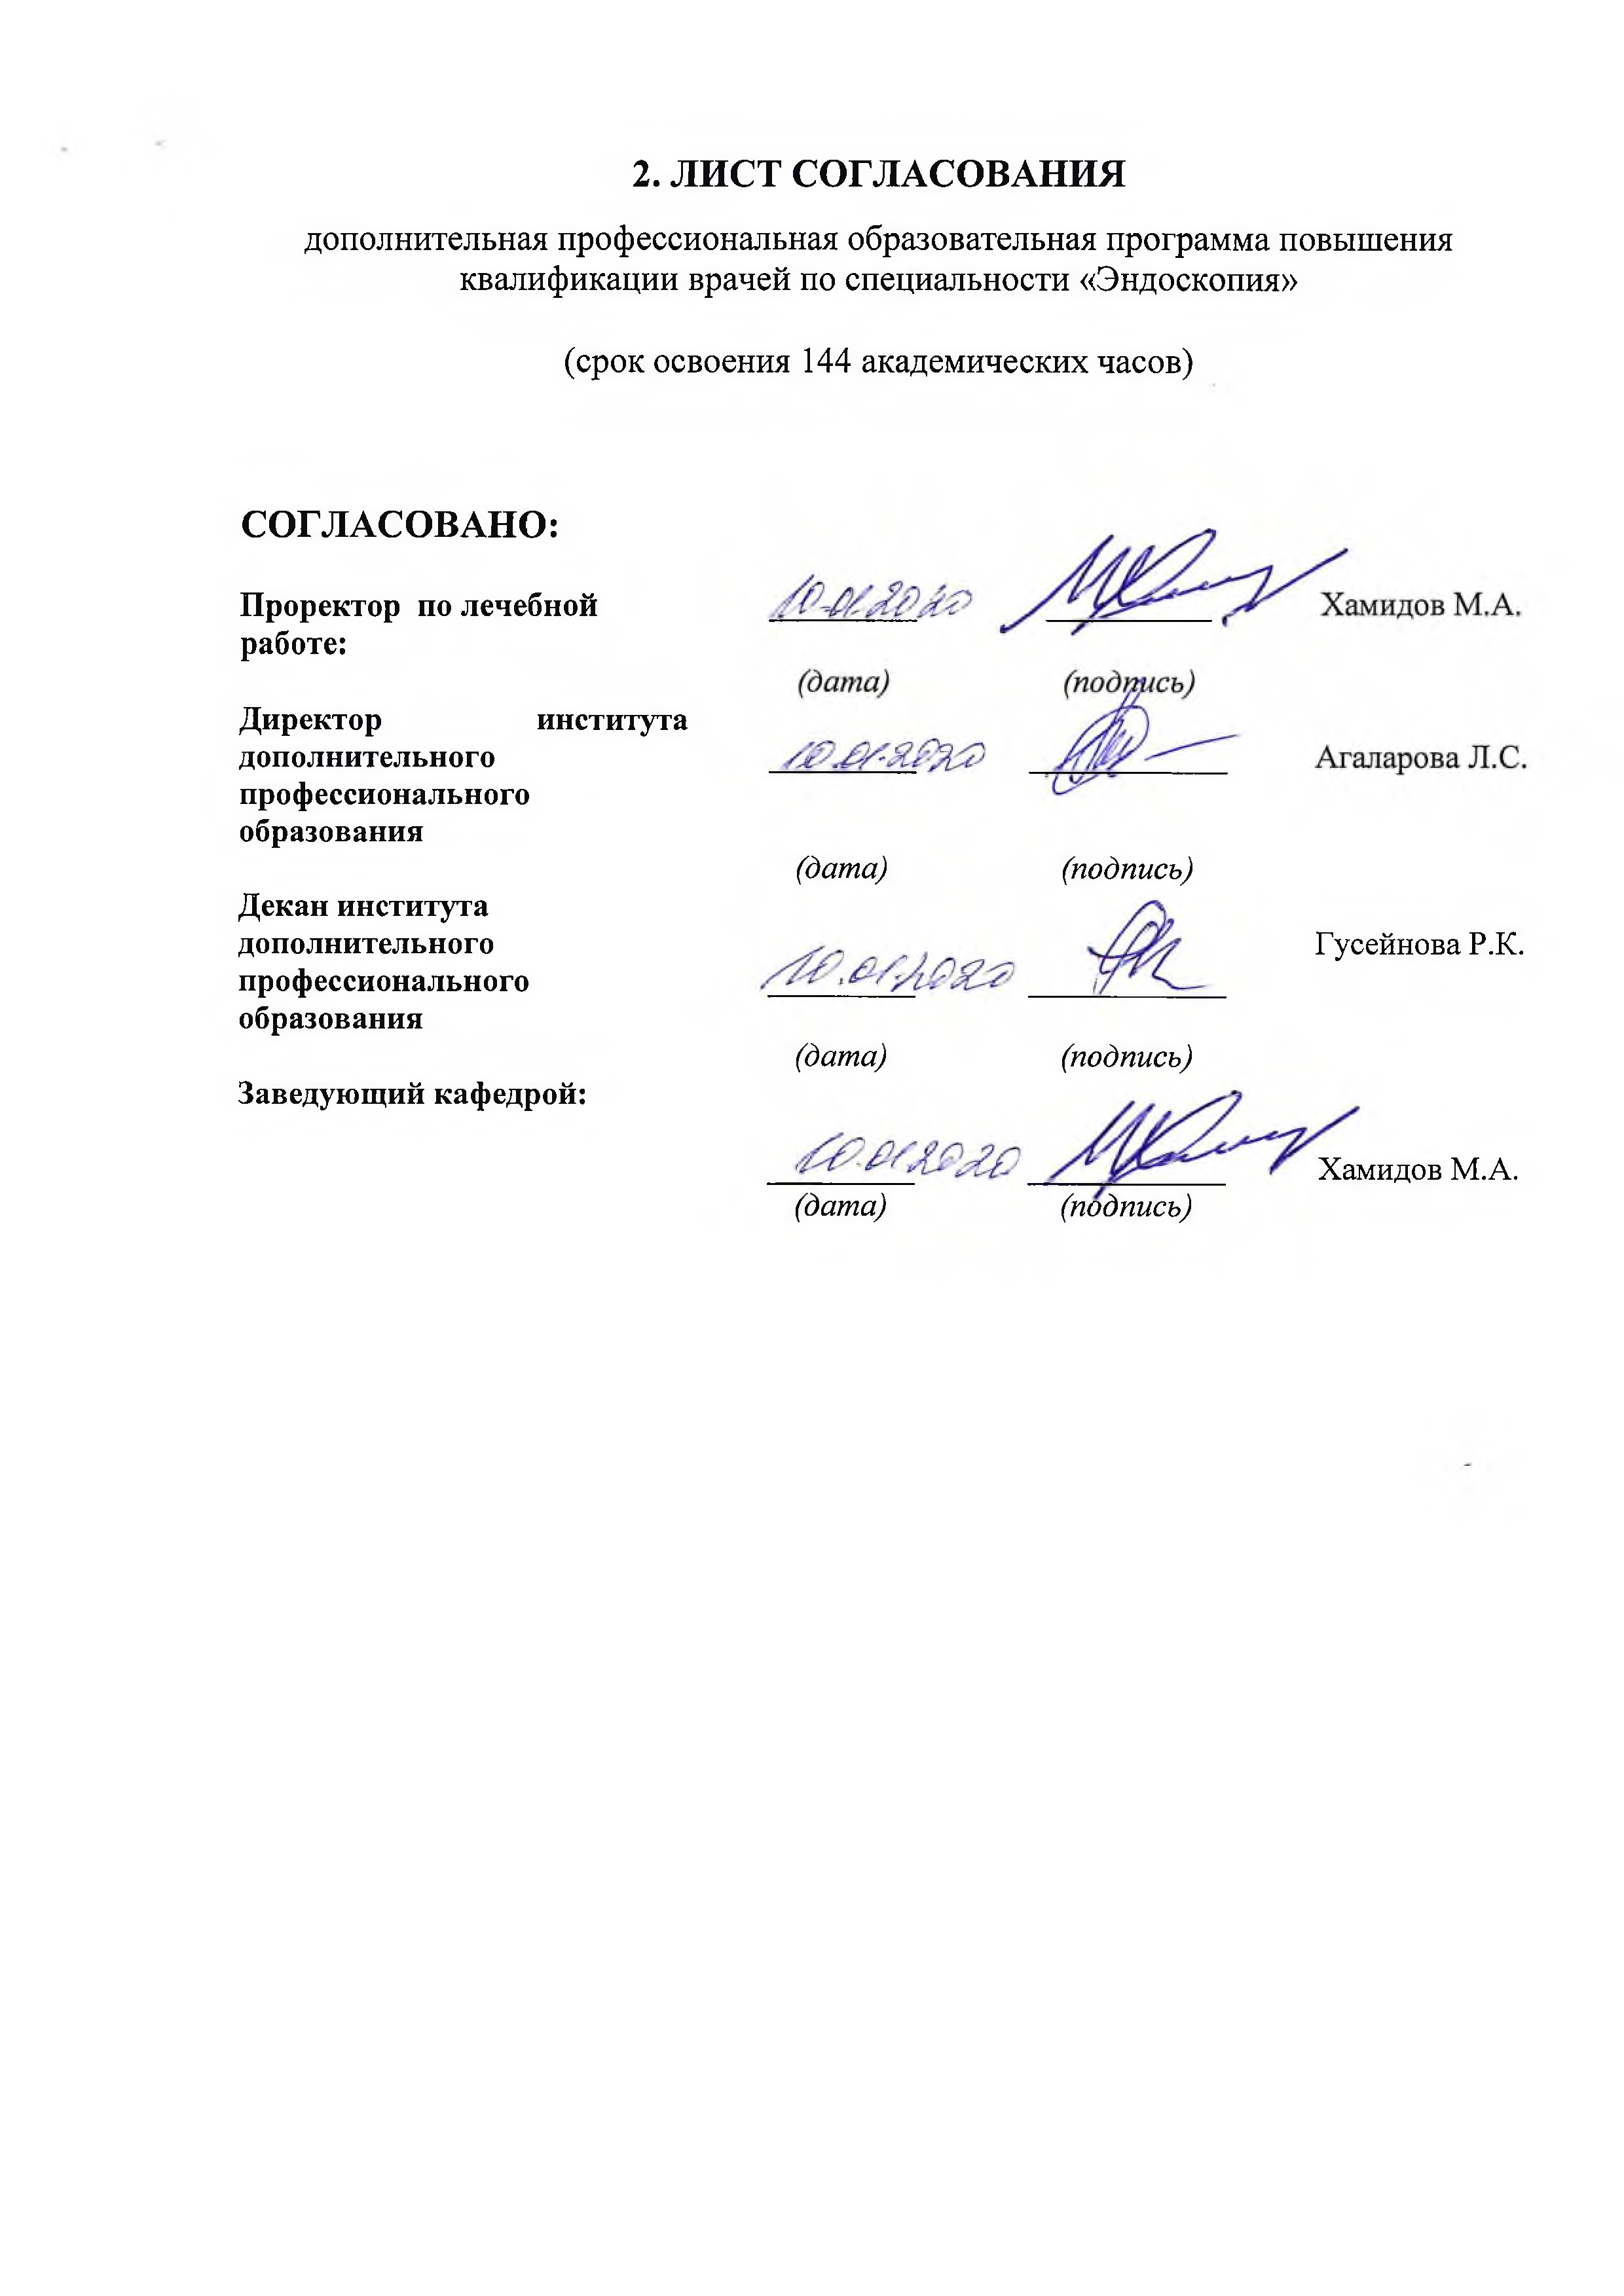 2. ЛИСТ СОГЛАСОВАНИЯ
дополнительная профессиональная образовательная программа повышения
квалификации врачей по специальности «Эндоскопия»
(срок освоения 144 академических часов)
СОГЛАСОВАНО:
Проректор по лечебной
работе:
10.01.2020
Хамидов М.А.
(дата) (подпись)
Директор института
дополнительного
профессионального
образования
10.01.2020
Агаларова Л.С.
(дата) (подпись)
Декан института
дополнительного
профессионального
образования
10.01.2020
Гусейнова Р.К.
(дата) (подпись)
Заведующий кафедрой:
10.01.2020
Хамидов М.А.
(дата) (подпись)